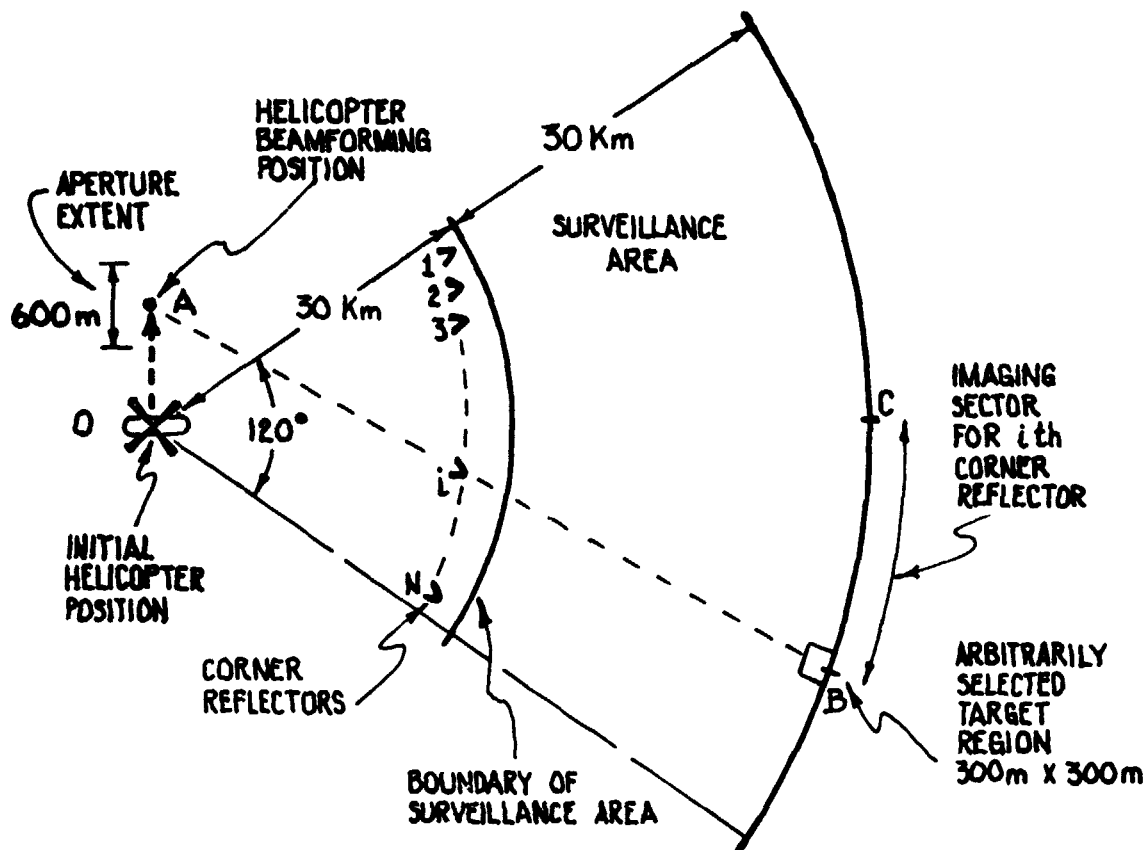 HELICOPTER
BEAMFORMING
POSITION
APERTURE
EXTENT
600m
A
30 Km
30 Km
SURVEILLANCE
AREA
1
2
3
O
120°
i
N
C
B
IMAGING
SECTOR
FOR ith
CORNER
REFLECTOR
INITIAL
HELICOPTER
POSITION
CORNER
REFLECTORS
BOUNDARY OF
SURVEILLANCE AREA
ARBITRARILY
SELECTED
TARGET
REGION
300m X 300m